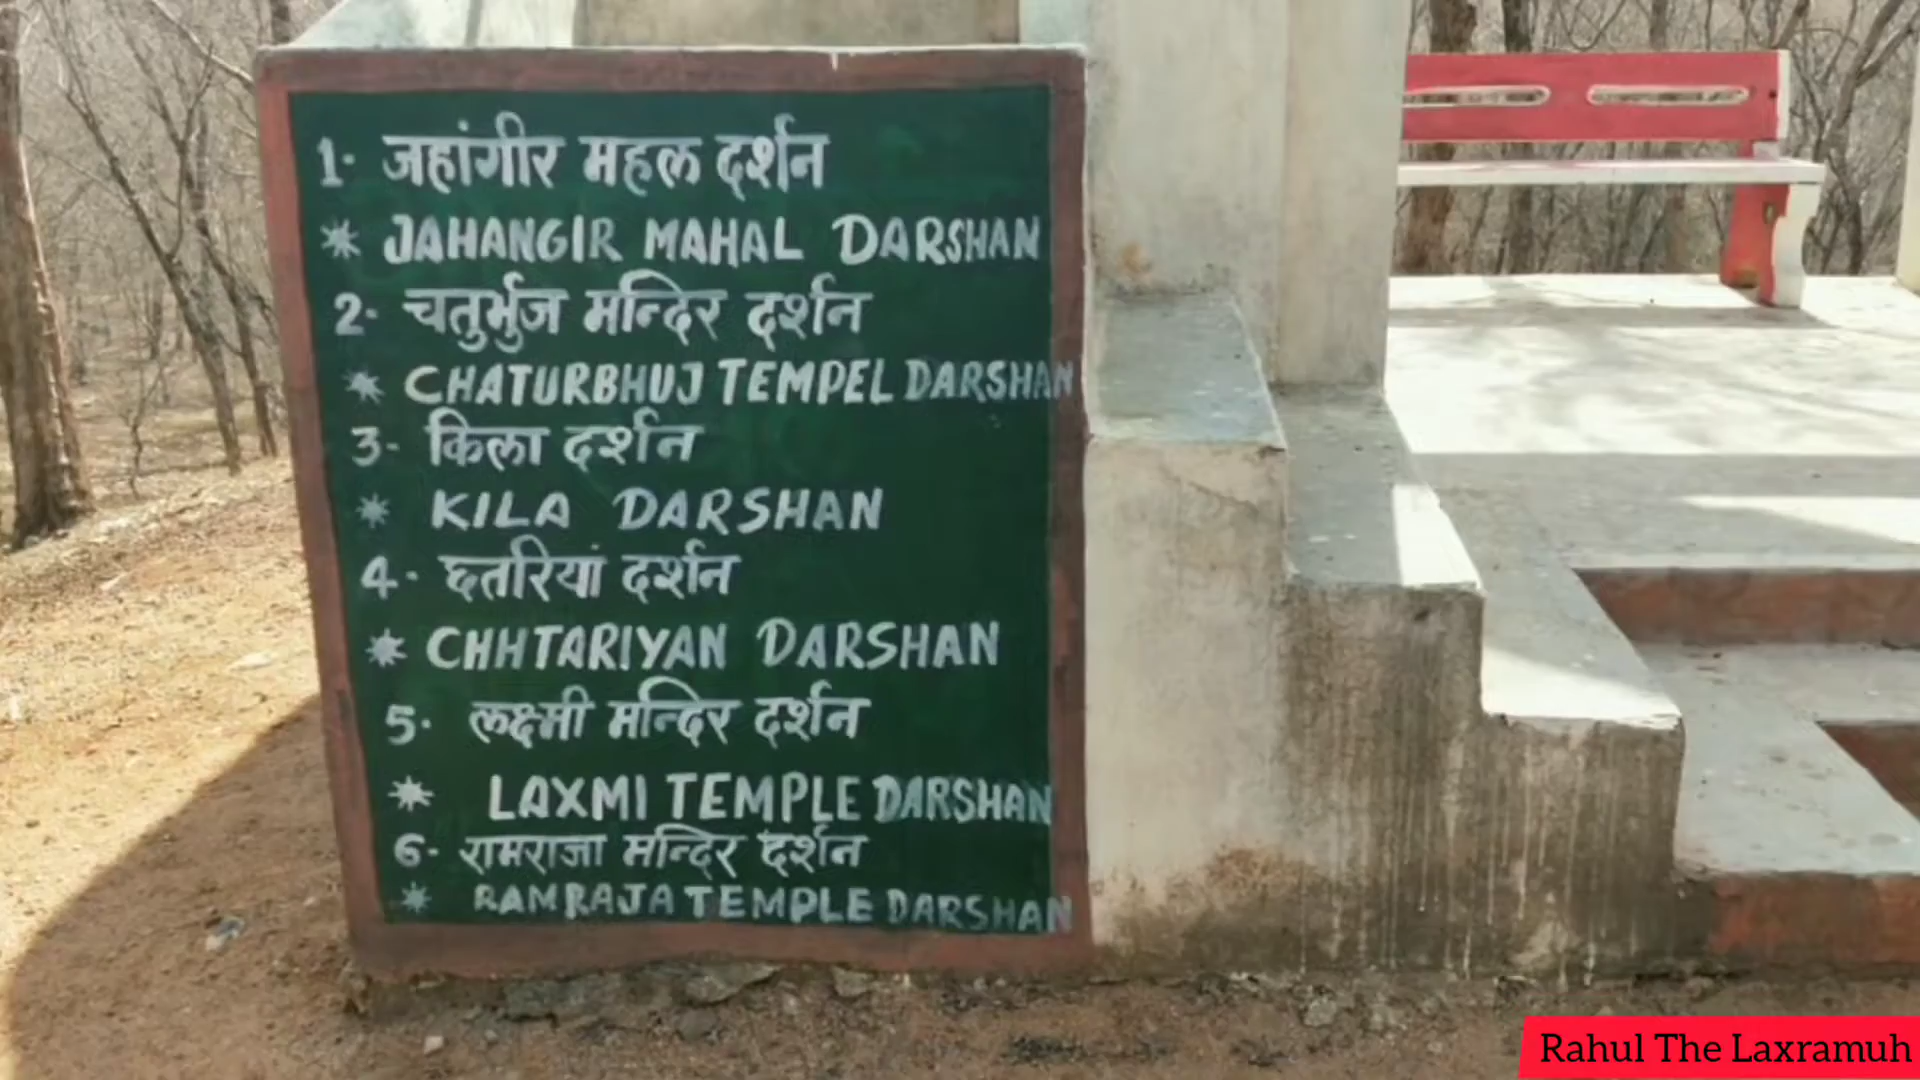 1- जहांगीर महल दर्शन
* JAHANGIR MAHAL DARSHAN
2- चतुर्भुज मन्दिर दर्शन
* CHATURBHUJ TEMPEL DARSHAN
3- किला दर्शन
* KILA DARSHAN
4- छतरियां दर्शन
* CHHTARIYAN DARSHAN
5- लक्ष्मी मन्दिर दर्शन
* LAXMI TEMPLE DARSHAN
6- रामराजा मन्दिर दर्शन
* RAMRAJA TEMPLE DARSHAN
Rahul The Laxramuh